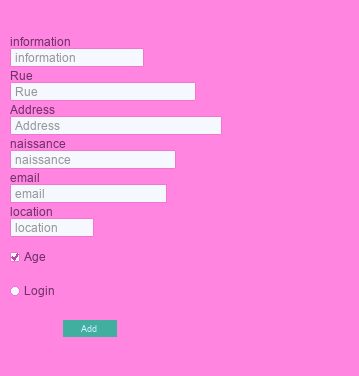 information
information
Rue
Rue
Address
Address
naissance
naissance
email
email
location
location
Age
Login
Add